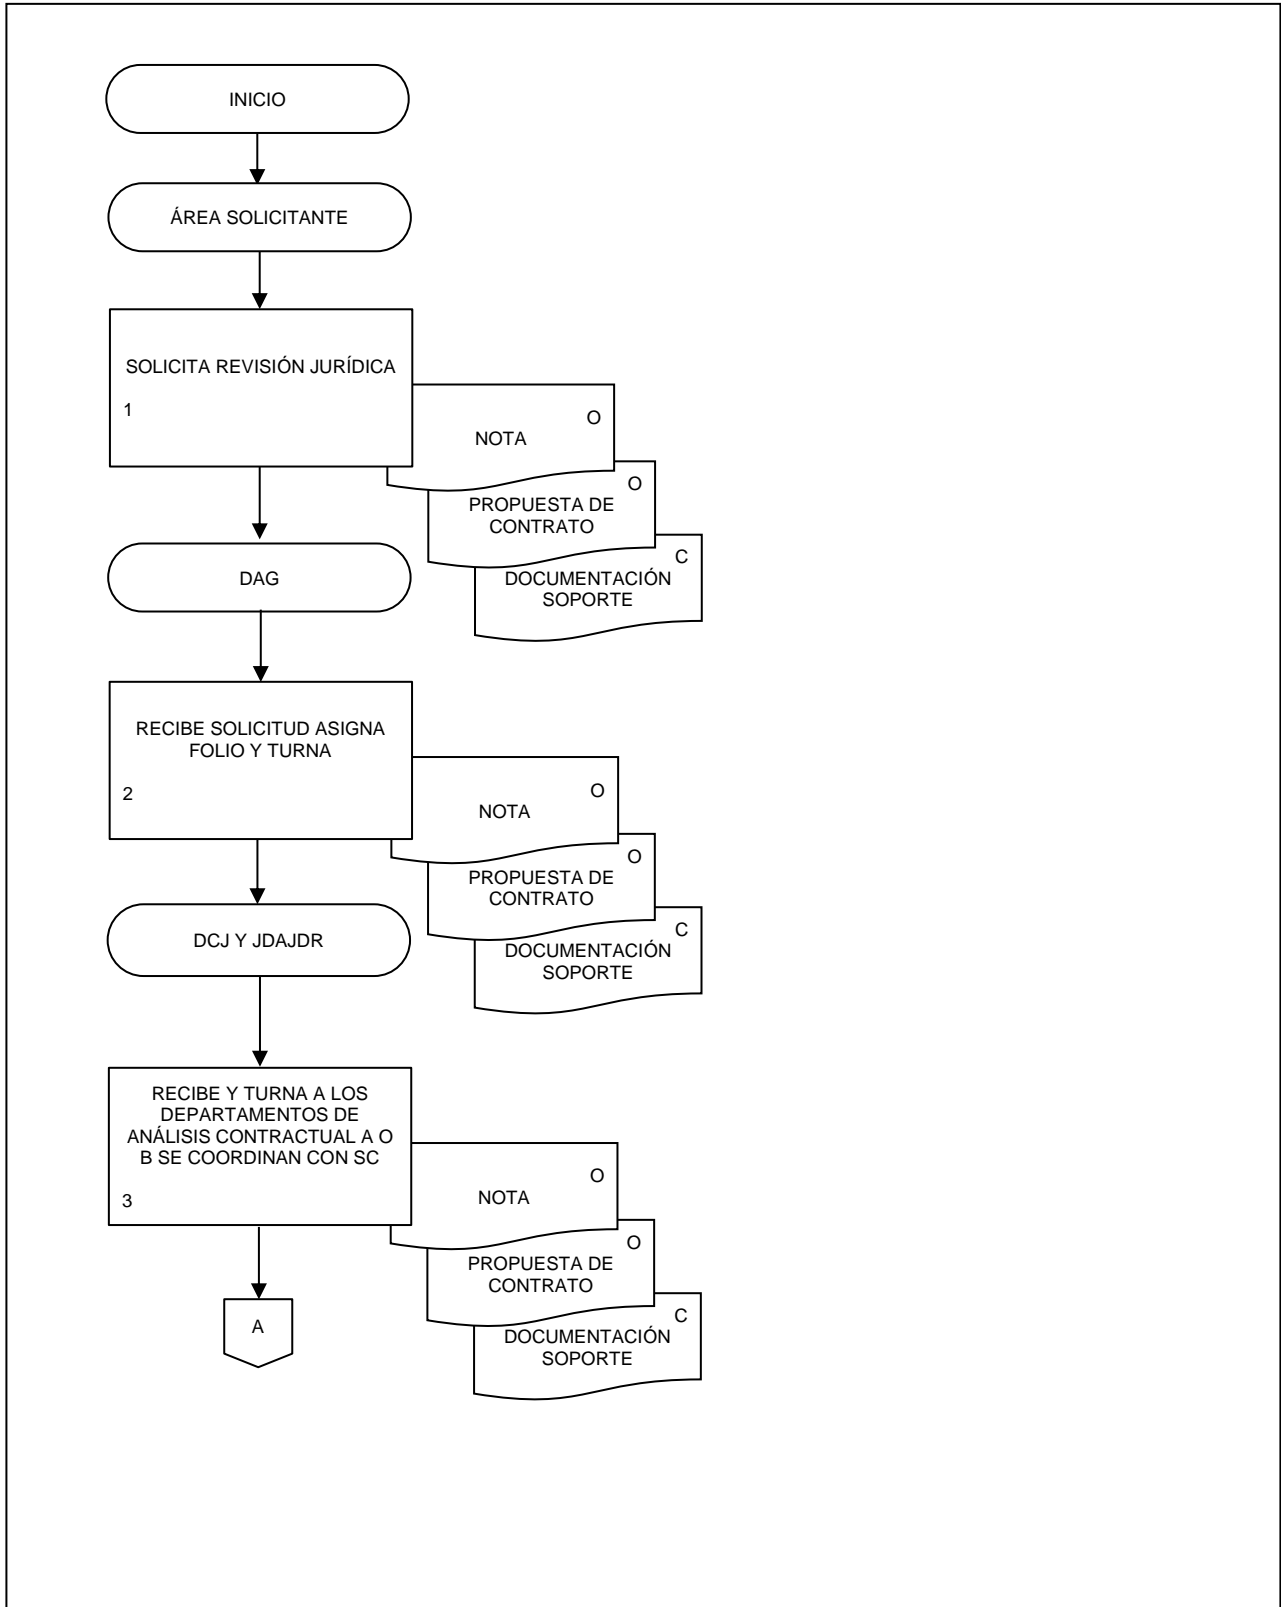 INICIO
ÁREA SOLICITANTE
SOLICITA REVISIÓN JURÍDICA
1
O
NOTA
O
PROPUESTA DE
CONTRATO
C
DOCUMENTACIÓN
SOPORTE
DAG
RECIBE SOLICITUD ASIGNA
FOLIO Y TURNA
2
O
NOTA
O
PROPUESTA DE
CONTRATO
C
DOCUMENTACIÓN
SOPORTE
DCJ Y JDAJDR
RECIBE Y TURNA A LOS
DEPARTAMENTOS DE
ANÁLISIS CONTRACTUAL A O
B SE COORDINAN CON SC
3
O
NOTA
O
PROPUESTA DE
CONTRATO
C
DOCUMENTACIÓN
SOPORTE
A